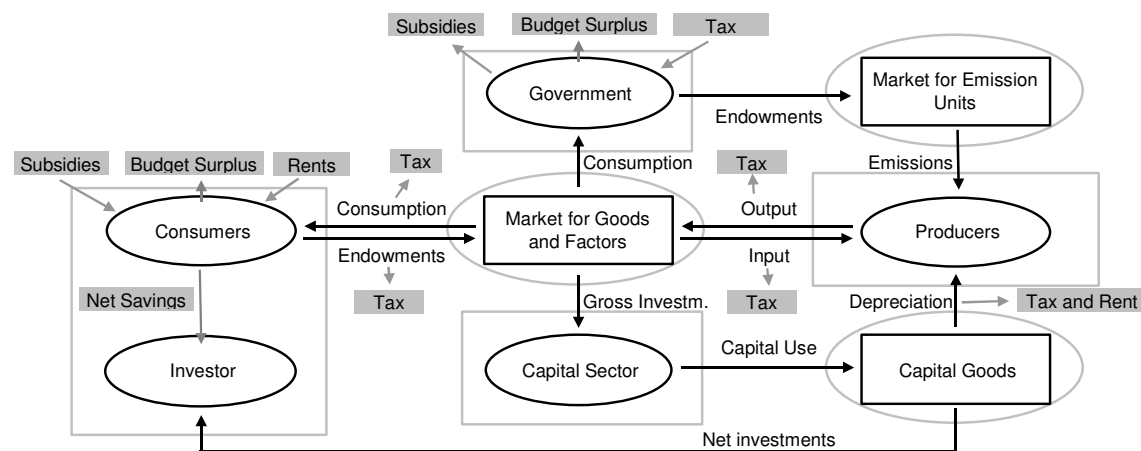 Subsidies
Budget Surplus
Tax
Government
Market for Emission
Units
Endowments
Consumption
Emissions
Subsidies
Budget Surplus
Rents
Tax
Tax
Consumption
Output
Consumers
Market for Goods
and Factors
Producers
Endowments
Input
Tax
Tax
Net Savings
Gross Investm.
Depreciation
Tax and Rent
Investor
Capital Sector
Capital Use
Capital Goods
Net investments